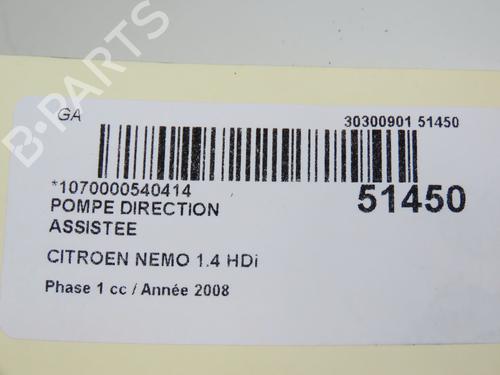 B-PARTS
GA
30300901 51450
*1070000540414
51450
POMPE DIRECTION
ASSISTEE
CITROEN NEMO 1.4 HDi
Phase 1 cc / Année 2008